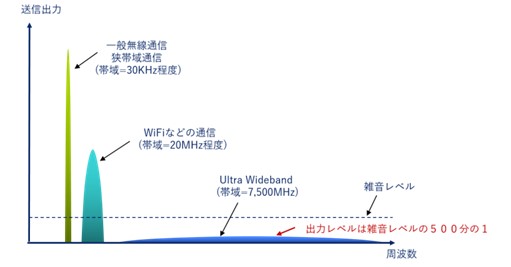 送信出力
一般無線通信
狭帯域通信
(帯域=30KHz程度)
WiFiなどの通信
(帯域=20MHz程度)
Ultra Wideband
(帯域=7,500MHz)
雑音レベル
出力レベルは雑音レベルの５００分の１
周波数